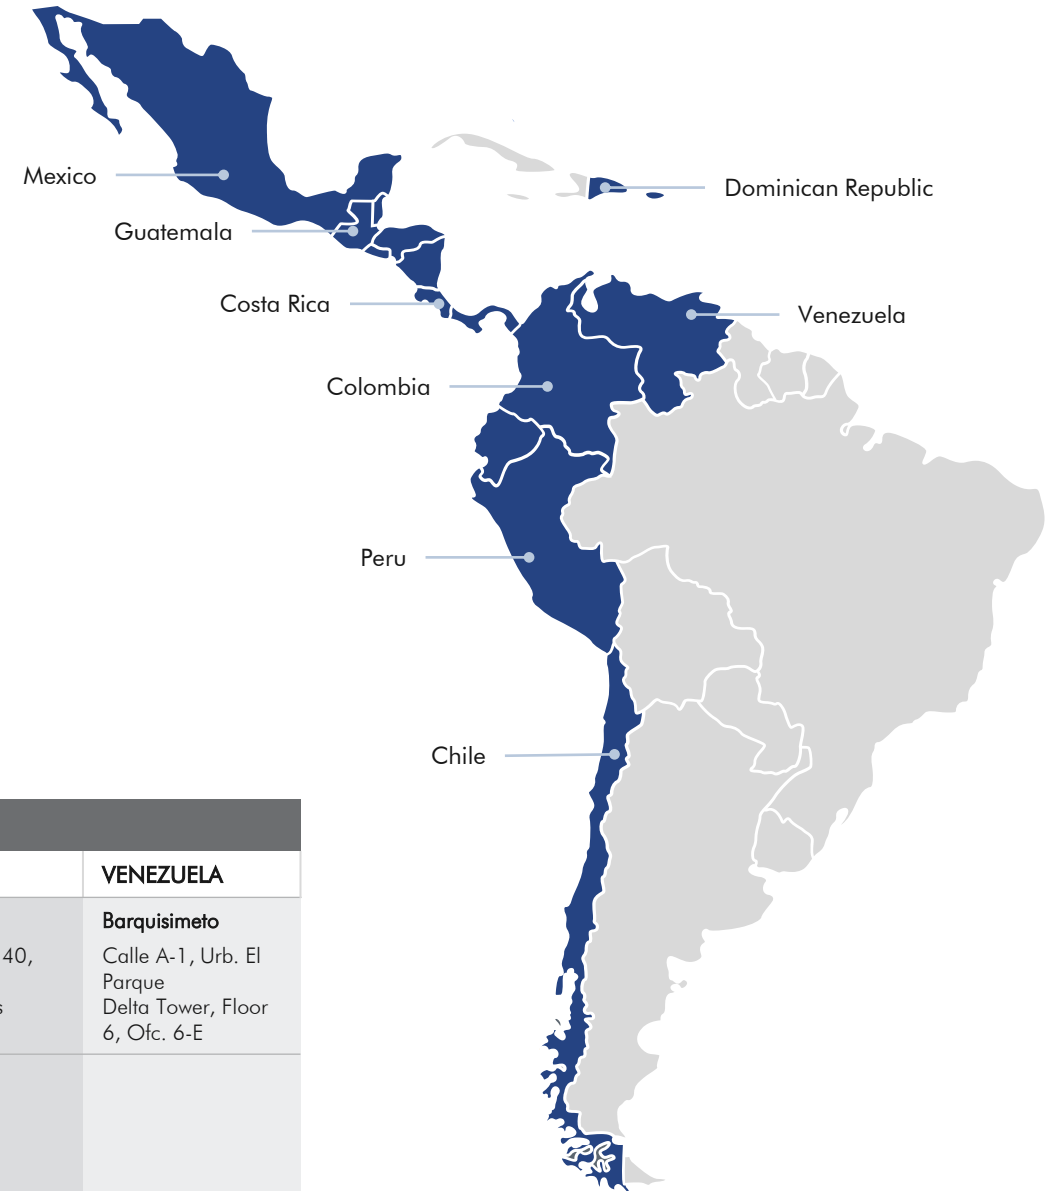 Mexico
Dominican Republic
Guatemala
Costa Rica
Venezuela
Colombia
Peru
Chile
VENEZUELA
Barquisimeto
40,
Calle A-1, Urb. El
Parque
s
Delta Tower, Floor
6, Ofc. 6-E